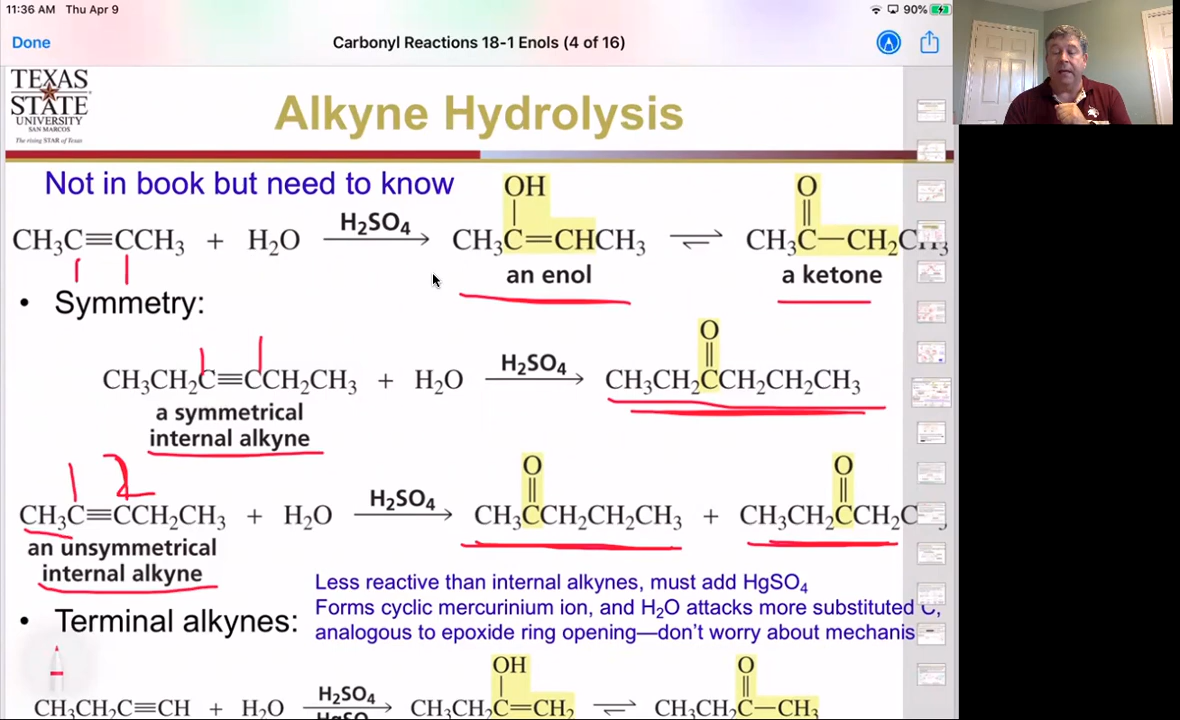 11:36 AM Thu Apr 9
90%
Done
Carbonyl Reactions 18-1 Enols (4 of 16)
TEXAS
STATE
UNIVERSITY
SAN MARCOS
The rising STAR of Texas
Alkyne Hydrolysis
Not in book but need to know
CH₃C≡CCH₃ + H₂O
H₂SO₄
OH
CH₃C=CHCH₃
an enol
O
CH₃C—CH₂CH₃
a ketone
• Symmetry:
CH₃CH₂C≡CCH₂CH₃ + H₂O
H₂SO₄
O
CH₃CH₂CCH₂CH₂CH₃
a symmetrical
internal alkyne
1 2
CH₃C≡CCH₂CH₃ + H₂O
H₂SO₄
O
CH₃CCH₂CH₂CH₃
+
O
CH₃CH₂CCH₂C
an unsymmetrical
internal alkyne
Less reactive than internal alkynes, must add HgSO₄
Forms cyclic mercurinium ion, and H₂O attacks more substituted C,
analogous to epoxide ring opening—don't worry about mechanis
• Terminal alkynes:
CH₃CH₂C≡CH + H₂O
H₂SO₄
HgSO
OH
CH₃CH₂C=CH₂
O
CH₃CH₂C—CH₃